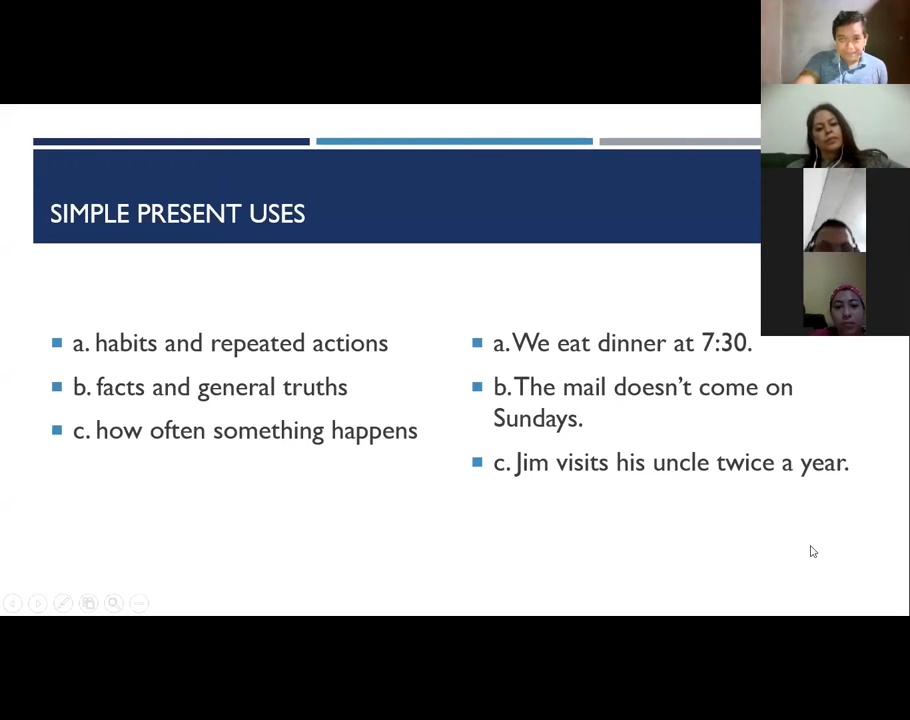 SIMPLE PRESENT USES
a. habits and repeated actions
b. facts and general truths
c. how often something happens
a. We eat dinner at 7:30.
b. The mail doesn't come on
Sundays.
c. Jim visits his uncle twice a year.